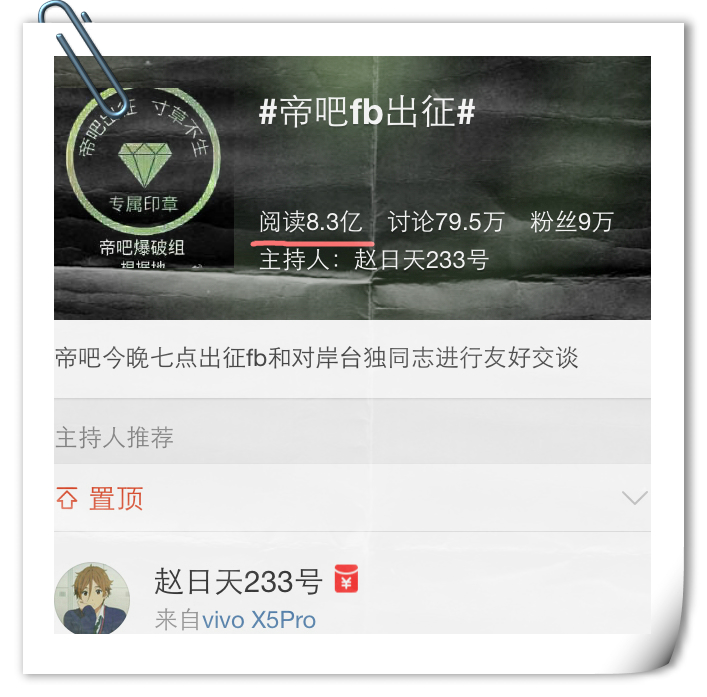 #帝吧fb出征#
帝吧出征 寸草不生
专属印章
帝吧爆破组
根据地
阅读8.3亿 讨论79.5万 粉丝9万
主持人：赵日天233号
帝吧今晚七点出征fb和对岸台独同志进行友好交谈
主持人推荐
置顶
赵日天233号
来自vivo X5Pro